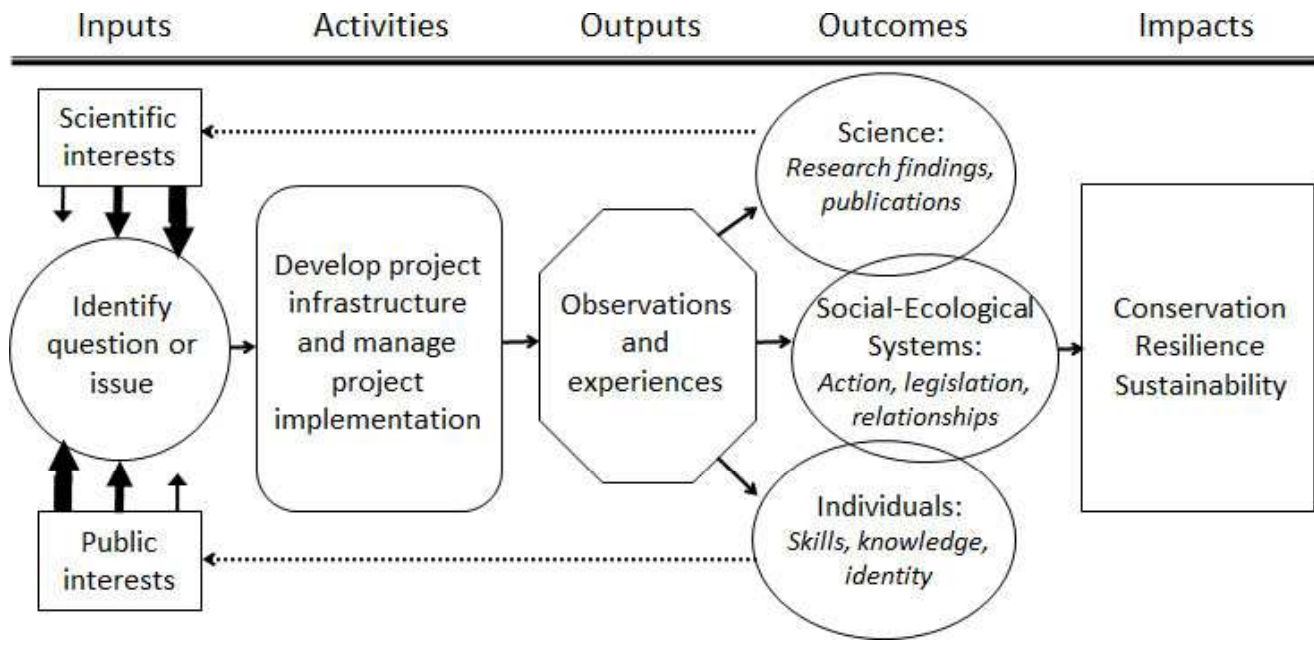 Inputs
Activities
Outputs
Outcomes
Impacts
Scientific
interests
Identify
question or
issue
Public
interests
Develop project
infrastructure
and manage
project
implementation
Observations
and
experiences
Science:
Research findings,
publications
Social-Ecological
Systems:
Action, legislation,
relationships
Individuals:
Skills, knowledge,
identity
Conservation
Resilience
Sustainability